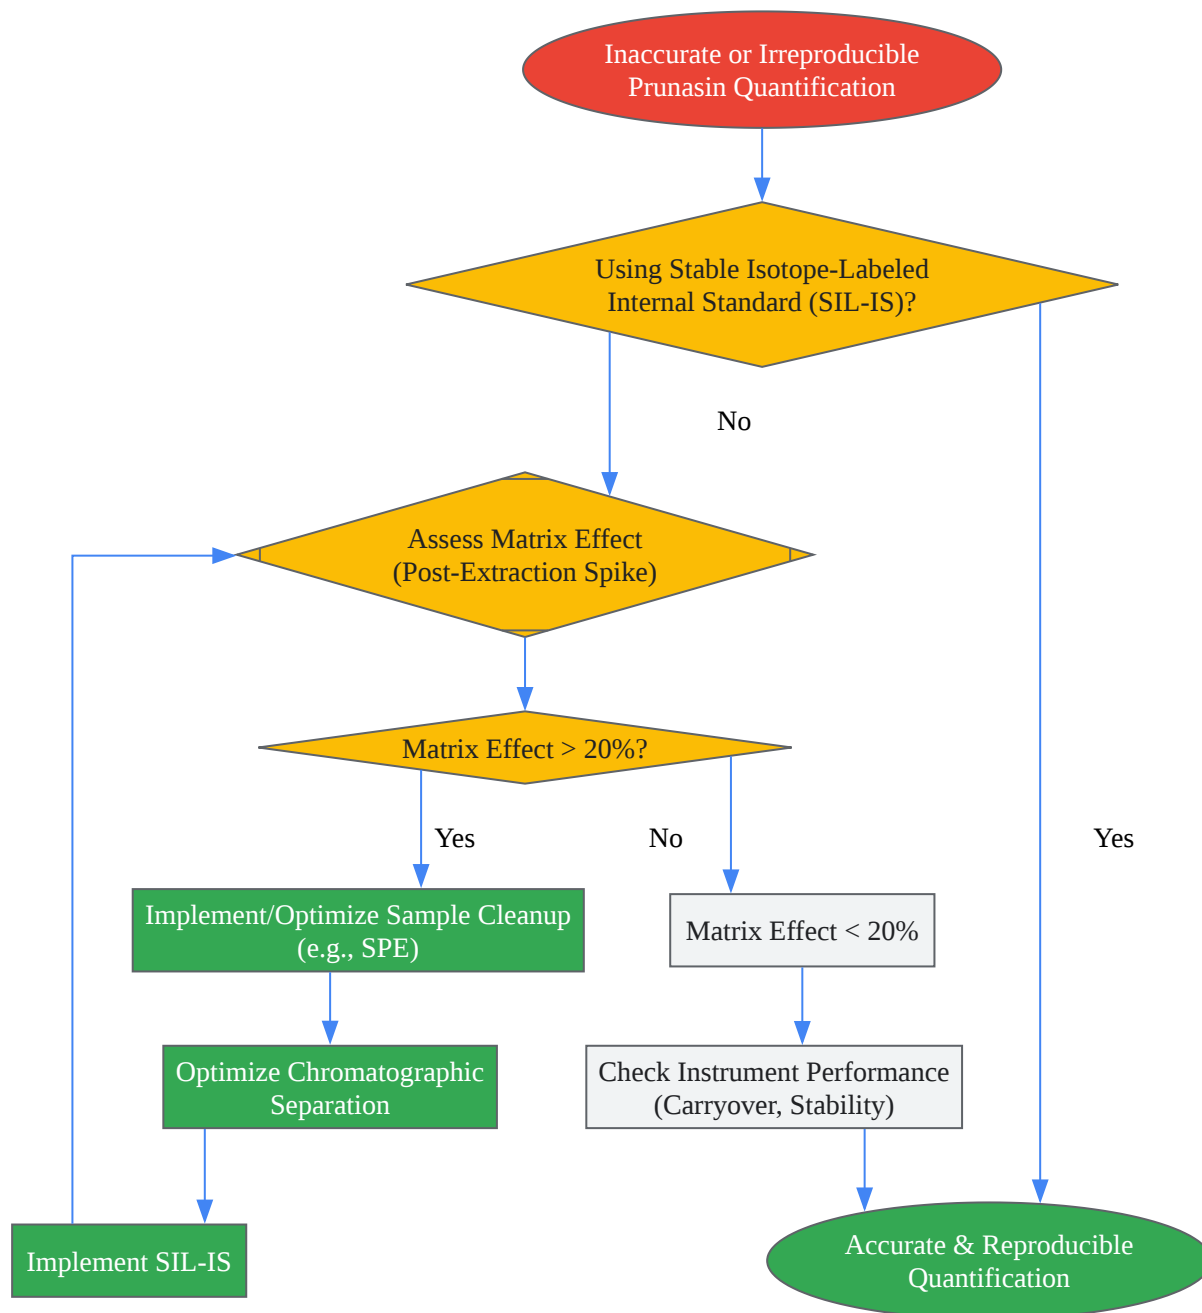 Inaccurate or Irreproducible
Prunasin Quantification
Using Stable Isotope-Labeled
Internal Standard (SIL-IS)?
No
Assess Matrix Effect
(Post-Extraction Spike)
Matrix Effect > 20%?
Yes
No
Yes
Implement/Optimize Sample Cleanup
(e.g., SPE)
Matrix Effect < 20%
Optimize Chromatographic
Separation
Check Instrument Performance
(Carryover, Stability)
Implement SIL-IS
Accurate & Reproducible
Quantification